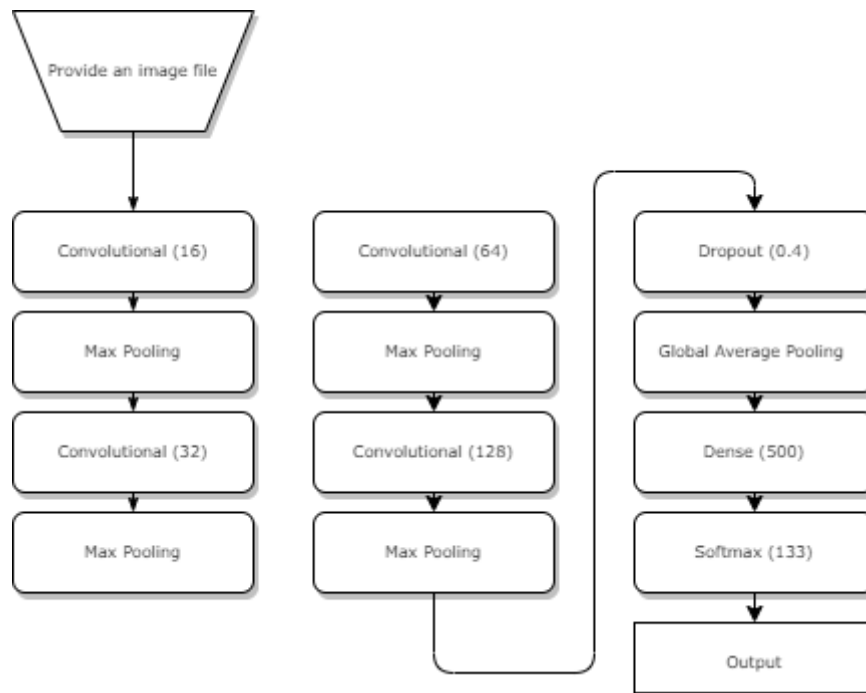 Provide an image file
Convolutional (16)
Max Pooling
Convolutional (32)
Max Pooling
Convolutional (64)
Max Pooling
Convolutional (128)
Max Pooling
Dropout (0.4)
Global Average Pooling
Dense (500)
Softmax (133)
Output